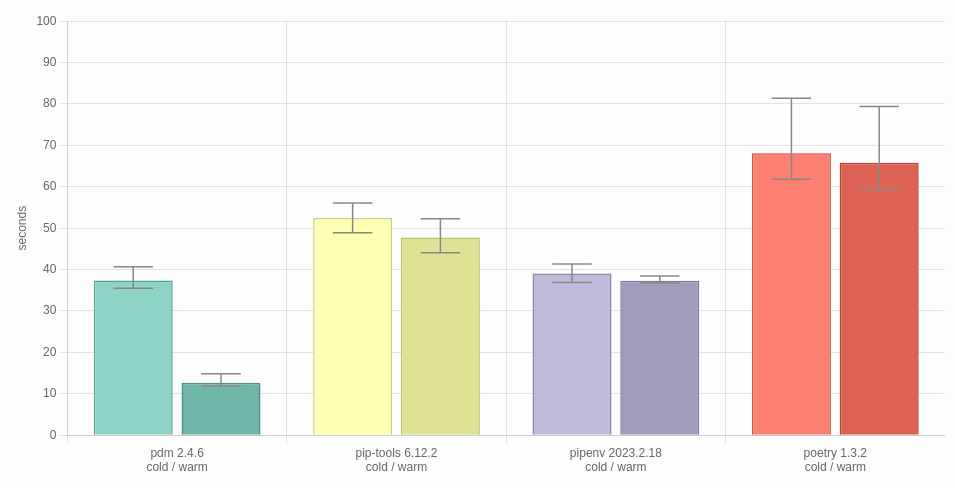 100
90
80
70
60
50
40
30
20
10
0
seconds
pdm 2.4.6
cold / warm
pip-tools 6.12.2
cold / warm
pipenv 2023.2.18
cold / warm
poetry 1.3.2
cold / warm